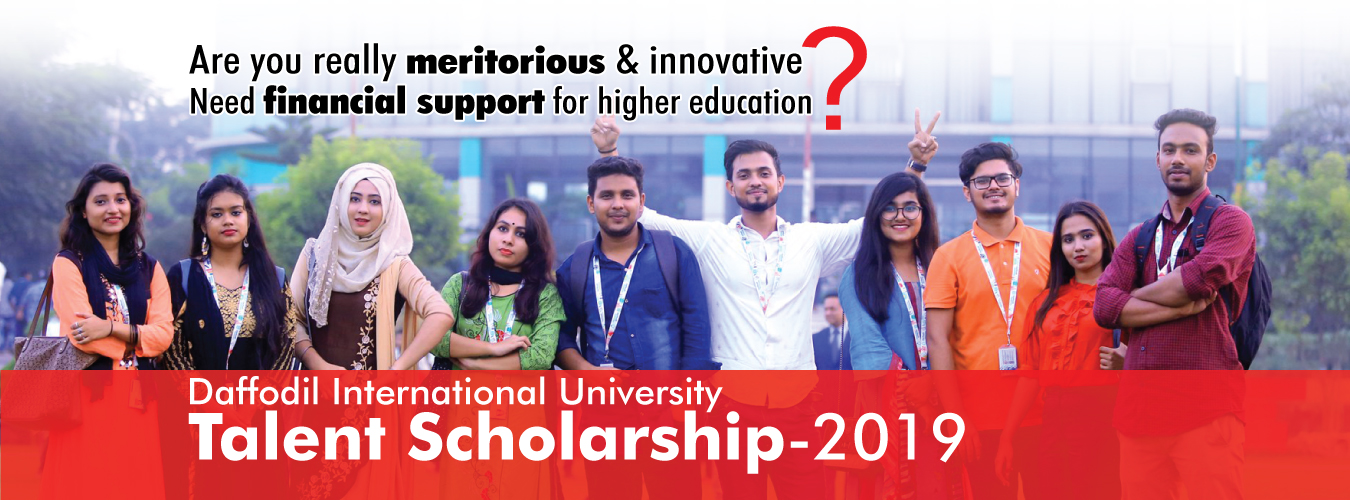 Are you really meritorious & innovative
Need financial support for higher education ?
Daffodil International University
Talent Scholarship-2019